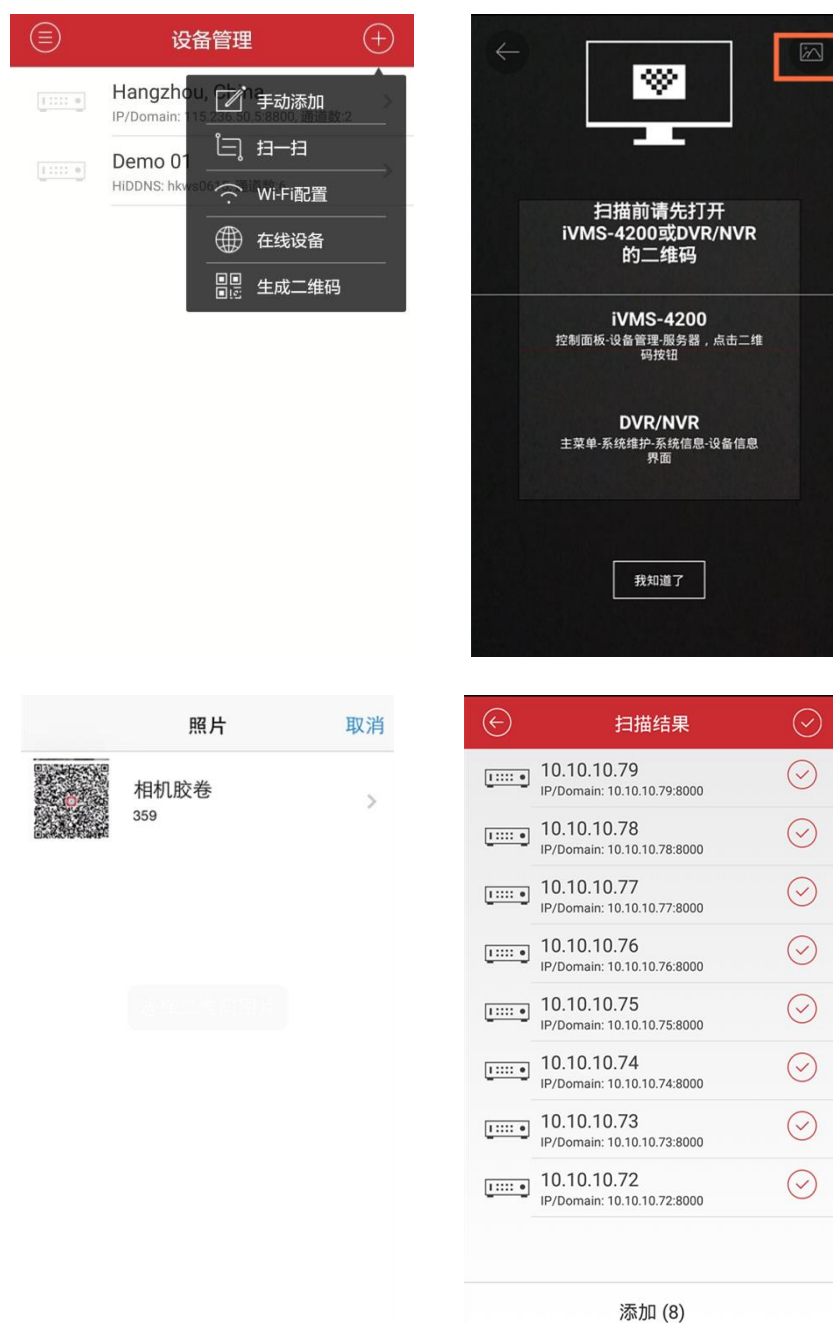 设备管理
Hangzhou, China
手动添加
IP/Domain: 115.236.50.5:8800, 通道数:2
扫一扫
Demo 01
Wi-Fi配置
在线设备
生成二维码
扫描前请先打开
iVMS-4200或DVR/NVR
的二维码
iVMS-4200
控制面板-设备管理-服务器，点击二维
码按钮
DVR/NVR
主菜单-系统维护-系统信息-设备信息
界面
我知道了
照片
取消
相机胶卷
359
扫描结果
10.10.10.79
IP/Domain: 10.10.10.79:8000
10.10.10.78
IP/Domain: 10.10.10.78:8000
10.10.10.77
IP/Domain: 10.10.10.77:8000
10.10.10.76
IP/Domain: 10.10.10.76:8000
10.10.10.75
IP/Domain: 10.10.10.75:8000
10.10.10.74
IP/Domain: 10.10.10.74:8000
10.10.10.73
IP/Domain: 10.10.10.73:8000
10.10.10.72
IP/Domain: 10.10.10.72:8000
添加 (8)